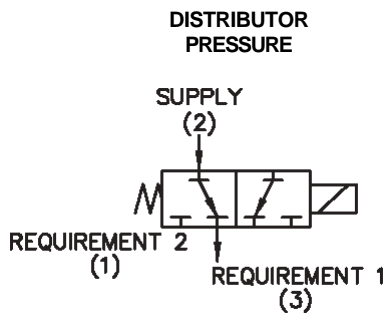 DISTRIBUTOR
PRESSURE
SUPPLY
(2)
REQUIREMENT 2
(1)
REQUIREMENT 1
(3)